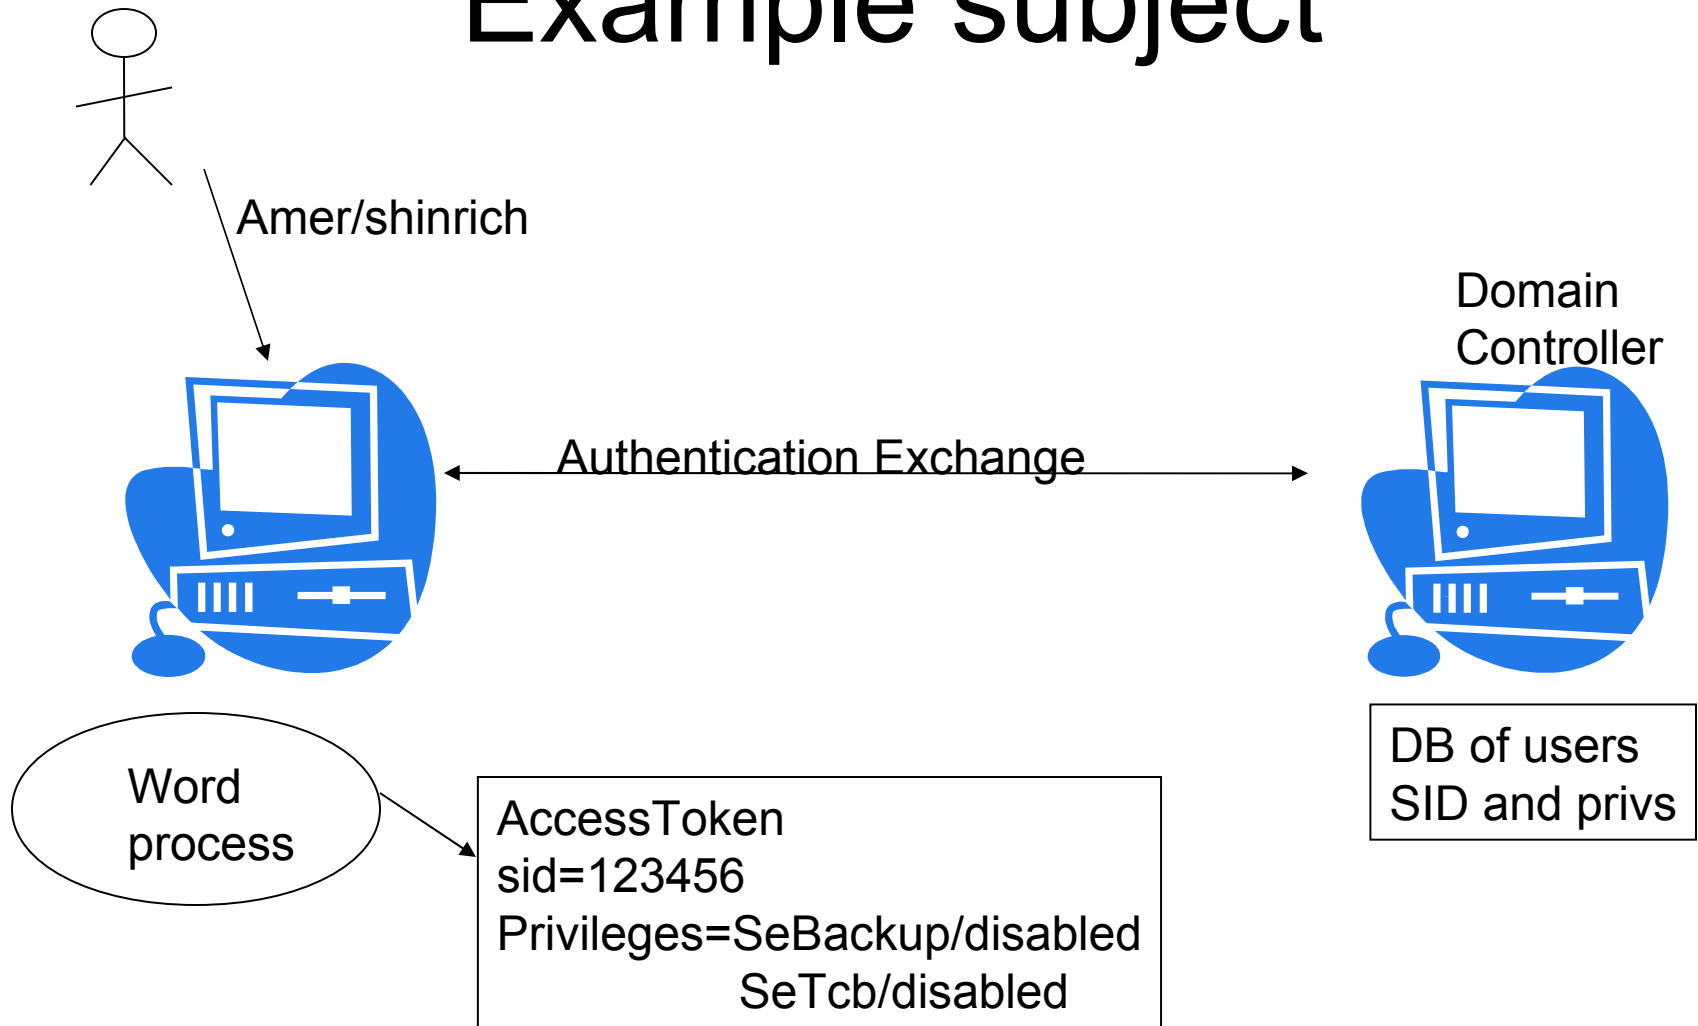 Example subject
Amer/shinrich
Domain
Controller
Authentication Exchange
Word
process
AccessToken
sid=123456
Privileges=SeBackup/disabled
SeTcb/disabled
DB of users
SID and privs